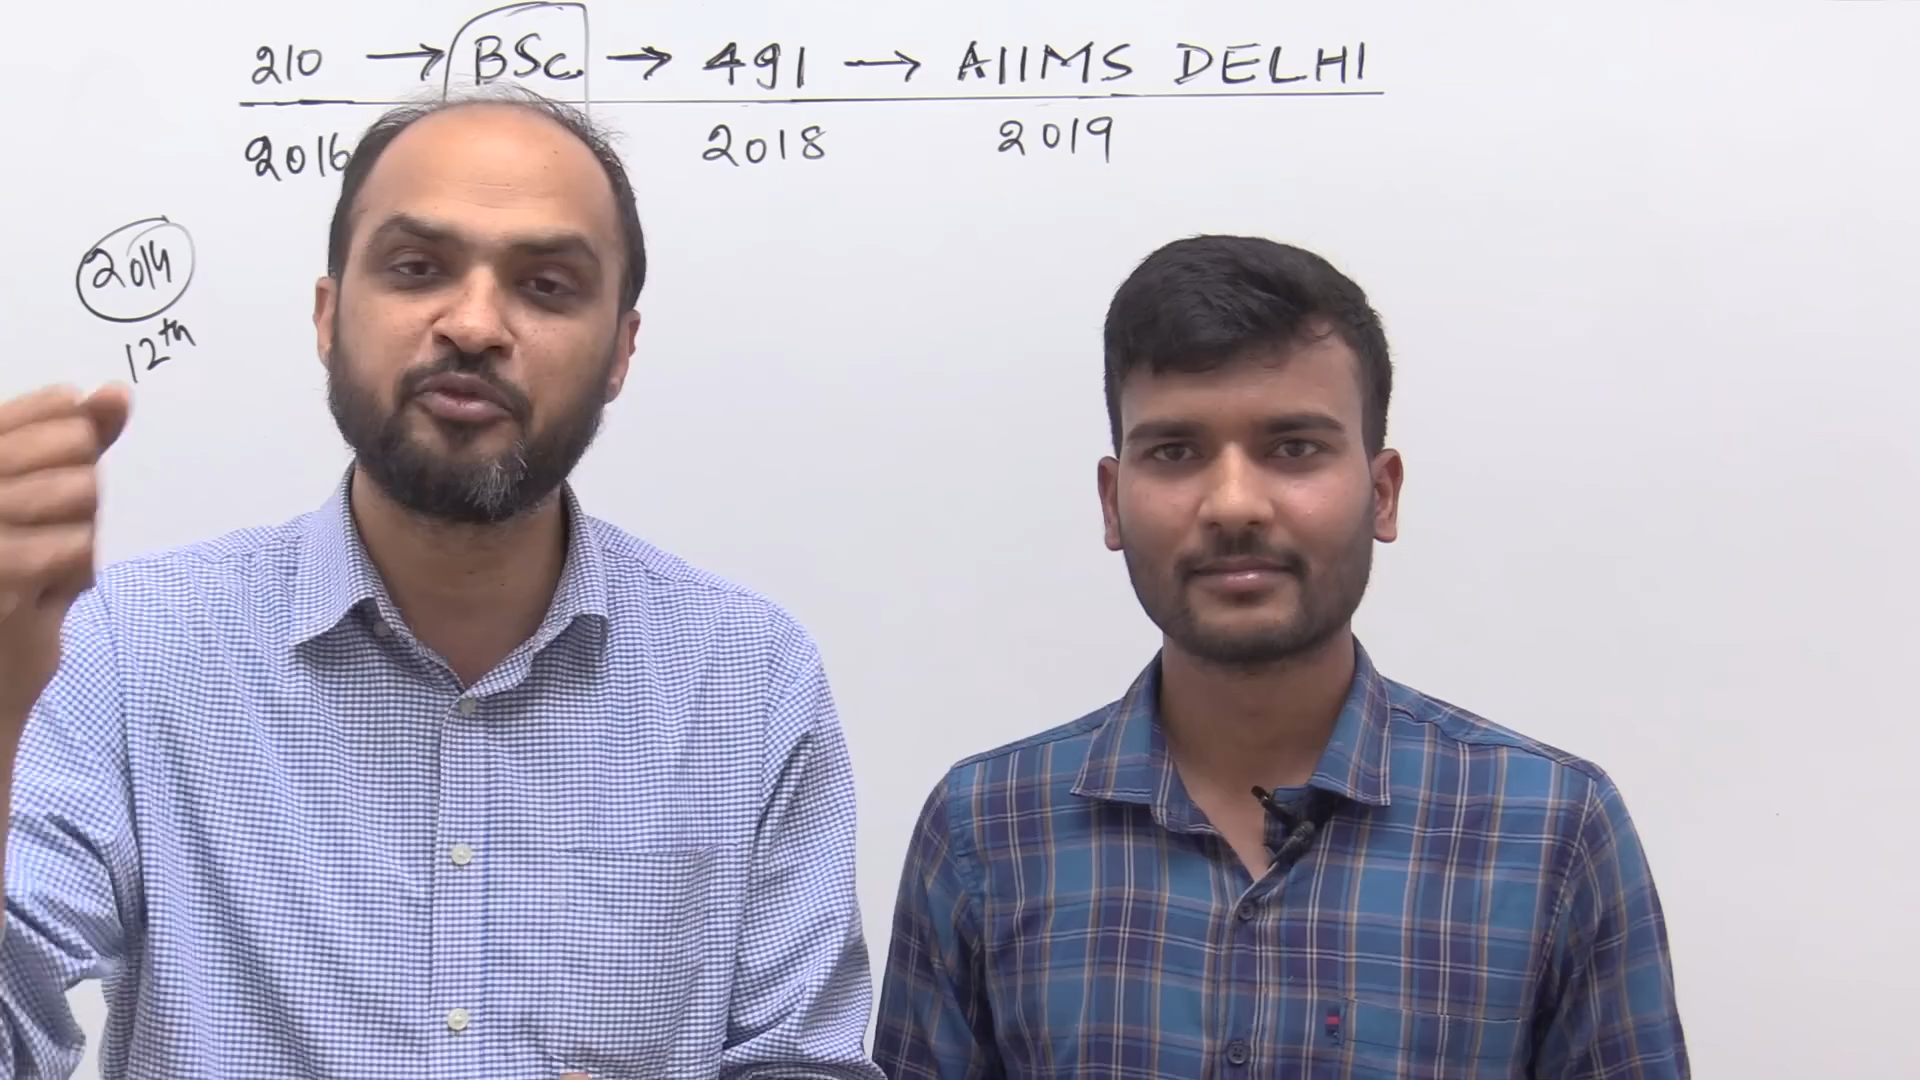 210 → BSc. → 491 → AIIMS DELHI
2016 2018 2019
2014
12th